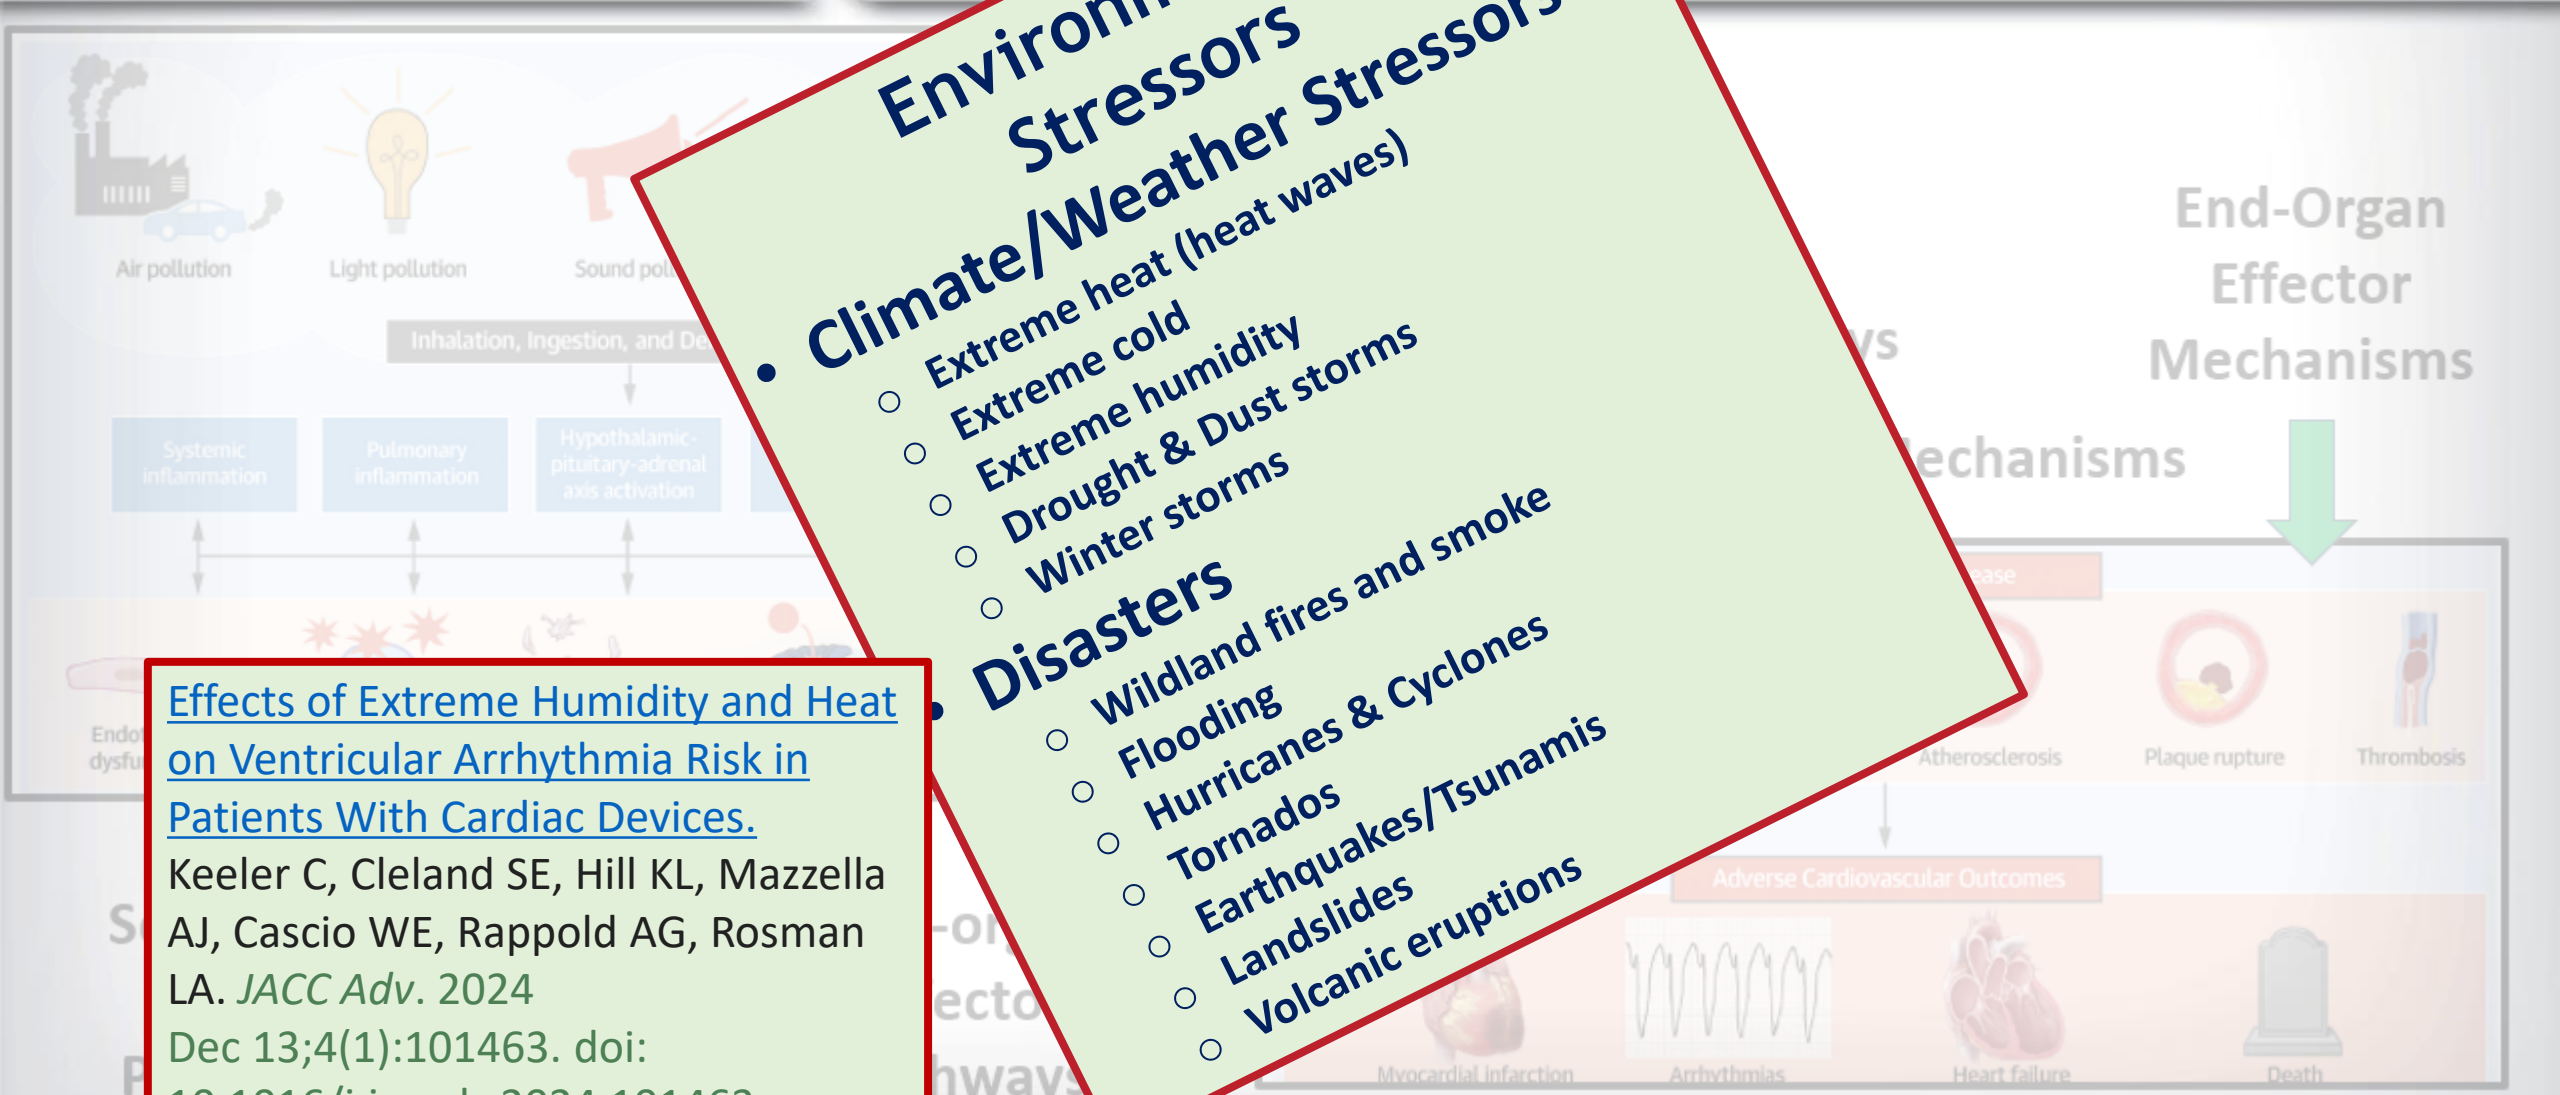 Stressors
• Climate/Weather Stressors
○ Extreme heat (heat waves)
○ Extreme cold
○ Extreme humidity
○ Drought & Dust storms
○ Winter storms
• Disasters
○ Wildland fires and smoke
○ Flooding
○ Hurricanes & Cyclones
○ Tornados
○ Earthquakes/Tsunamis
○ Landslides
○ Volcanic eruptions
Effects of Extreme Humidity and Heat
on Ventricular Arrhythmia Risk in
Patients With Cardiac Devices.
Keeler C, Cleland SE, Hill KL, Mazzella
AJ, Cascio WE, Rappold AG, Rosman
LA. JACC Adv. 2024
Dec 13;4(1):101463. doi:
Air pollution
Light pollution
Sound
Inhalation, Ingestion, and
Systemic
inflammation
Pulmonary
inflammation
Hypothalamic-
pituitary-adrenal
axis activation
End-Organ
Effector
Mechanisms
Atherosclerosis
Plaque rupture
Thrombosis
Adverse Cardiovascular Outcomes
Myocardial infarction
Arrhythmias
Heart failure
Death